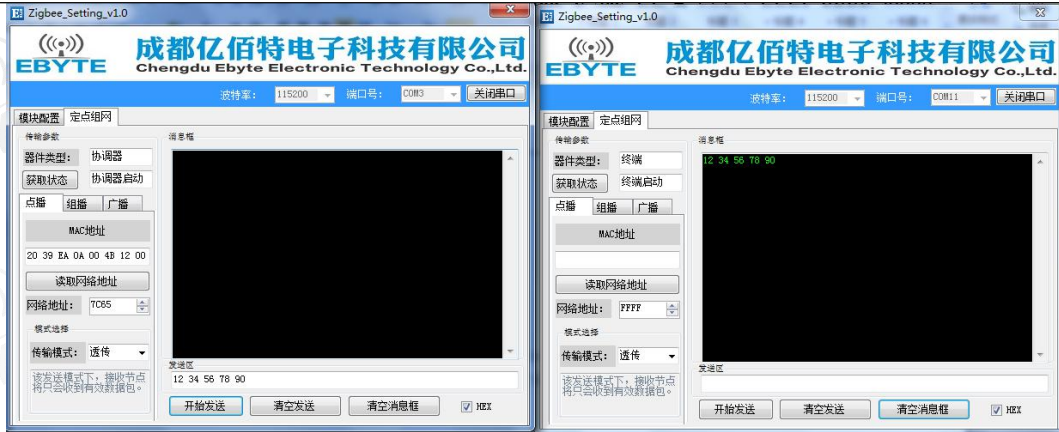 Zigbee_Setting_v1.0
EBYTE
成都亿佰特电子科技有限公司
Chengdu Ebyte Electronic Technology Co.,Ltd.
波特率: 115200 端口号: COM3 关闭串口
模块配置 定点组网
传输参数
消息框
器件类型: 协调器
获取状态 协调器启动
点播 组播 广播
MAC地址
20 39 EA 0A 00 4B 12 00
读取网络地址
网络地址: 7C65
模式选择
传输模式: 透传
该发送模式下,接收节点
将只会收到有效数据包。
发送区
12 34 56 78 90
开始发送 清空发送 清空消息框 HEX
Zigbee_Setting_v1.0
EBYTE
成都亿佰特电子科技有限公司
Chengdu Ebyte Electronic Technology Co.,Ltd.
波特率: 115200 端口号: COM11 关闭串口
模块配置 定点组网
传输参数
消息框
器件类型: 终端
12 34 56 78 90
获取状态 终端启动
点播 组播 广播
MAC地址
读取网络地址
网络地址: FFFF
模式选择
传输模式: 透传
该发送模式下,接收节点
将只会收到有效数据包。
发送区
开始发送 清空发送 清空消息框 HEX